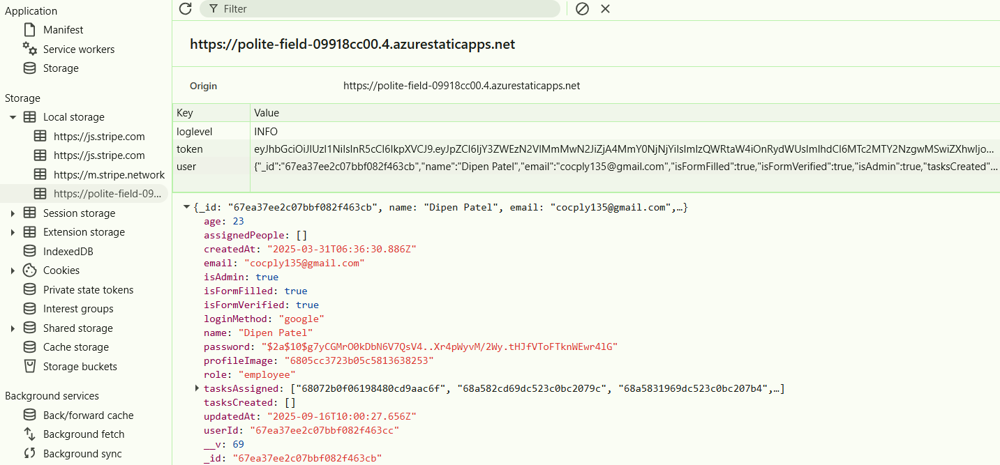 Application
Manifest
Service workers
Storage
Storage
Local storage
https://js.stripe.com
https://js.stripe.com
https://m.stripe.network
https://polite-field-09...
Session storage
Extension storage
IndexedDB
Cookies
Private state tokens
Interest groups
Shared storage
Cache storage
Storage buckets
Background services
Back/forward cache
Background fetch
Background sync
Filter
https://polite-field-09918cc00.4.azurestaticapps.net
Origin https://polite-field-09918cc00.4.azurestaticapps.net
Key Value
loglevel INFO
token eyJhbGciOiJIUzI1NiIsInR5cCI6IkpXVCJ9.eyJpZCI6IjY3ZWEzN2VlMmMwN2JiZjA4MmY0NjNjYiIsImlzQWRtaW4iOnRydWUsImlhdCI6MTc2MTY2NzgwMSwiZXhwIjo...
user {"_id":"67ea37ee2c07bbf082f463cb","name":"Dipen Patel","email":"cocply135@gmail.com","isFormFilled":true,"isFormVerified":true,"isAdmin":true,"tasksCreated"...
{_id: "67ea37ee2c07bbf082f463cb", name: "Dipen Patel", email: "cocply135@gmail.com",…}
age: 23
assignedPeople: []
createdAt: "2025-03-31T06:36:30.886Z"
email: "cocply135@gmail.com"
isAdmin: true
isFormFilled: true
isFormVerified: true
loginMethod: "google"
name: "Dipen Patel"
password: "$2a$10$g7yCGMrO0kDbN6V7QsV4..Xr4pWyvM/2Wy.tHJfVToFTknWEwr4lG"
profileImage: "6805cc3723b05c5813638253"
role: "employee"
tasksAssigned: ["68072b0f06198480cd9aac6f", "68a582cd69dc523c0bc2079c", "68a5831969dc523c0bc207b4",…]
tasksCreated: []
updatedAt: "2025-09-16T10:00:27.656Z"
userId: "67ea37ee2c07bbf082f463cc"
__v: 69
_id: "67ea37ee2c07bbf082f463cb"